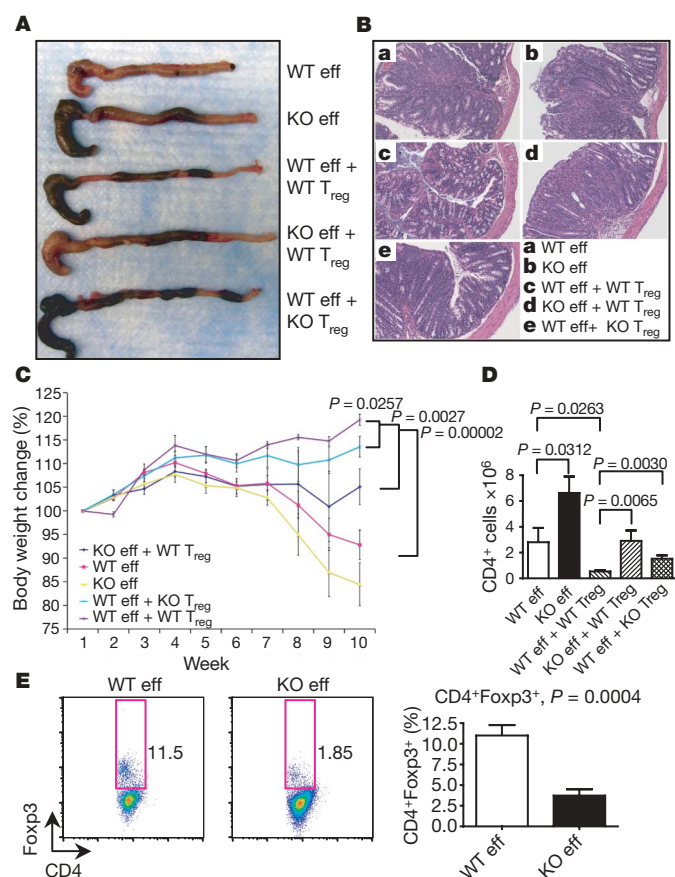 A
WT eff
KO eff
WT eff +
WT Treg
KO eff +
WT Treg
WT eff +
KO Treg
B
a
b
c
d
e
a WT eff
b KO eff
c WT eff + WT Treg
d KO eff + WT Treg
e WT eff+ KO Treg
C
Body weight change (%)
125
120
115
110
105
100
95
90
85
80
75
P = 0.0257
P = 0.0027
P = 0.00002
KO eff + WT Treg
WT eff
KO eff
WT eff + KO Treg
WT eff + WT Treg
1 2 3 4 5 6 7 8 9 10
Week
D
CD4+ cells ×10⁶
8
6
4
2
0
P = 0.0263
P = 0.0312
P = 0.0030
P = 0.0065
WT eff
KO eff
WT eff + WT Treg
KO eff + WT Treg
WT eff + KO Treg
E
WT eff
KO eff
11.5
1.85
Foxp3
CD4
CD4+Foxp3+, P = 0.0004
CD4+Foxp3+ (%)
12.5
10.0
7.5
5.0
2.5
0.0
WT eff
KO eff